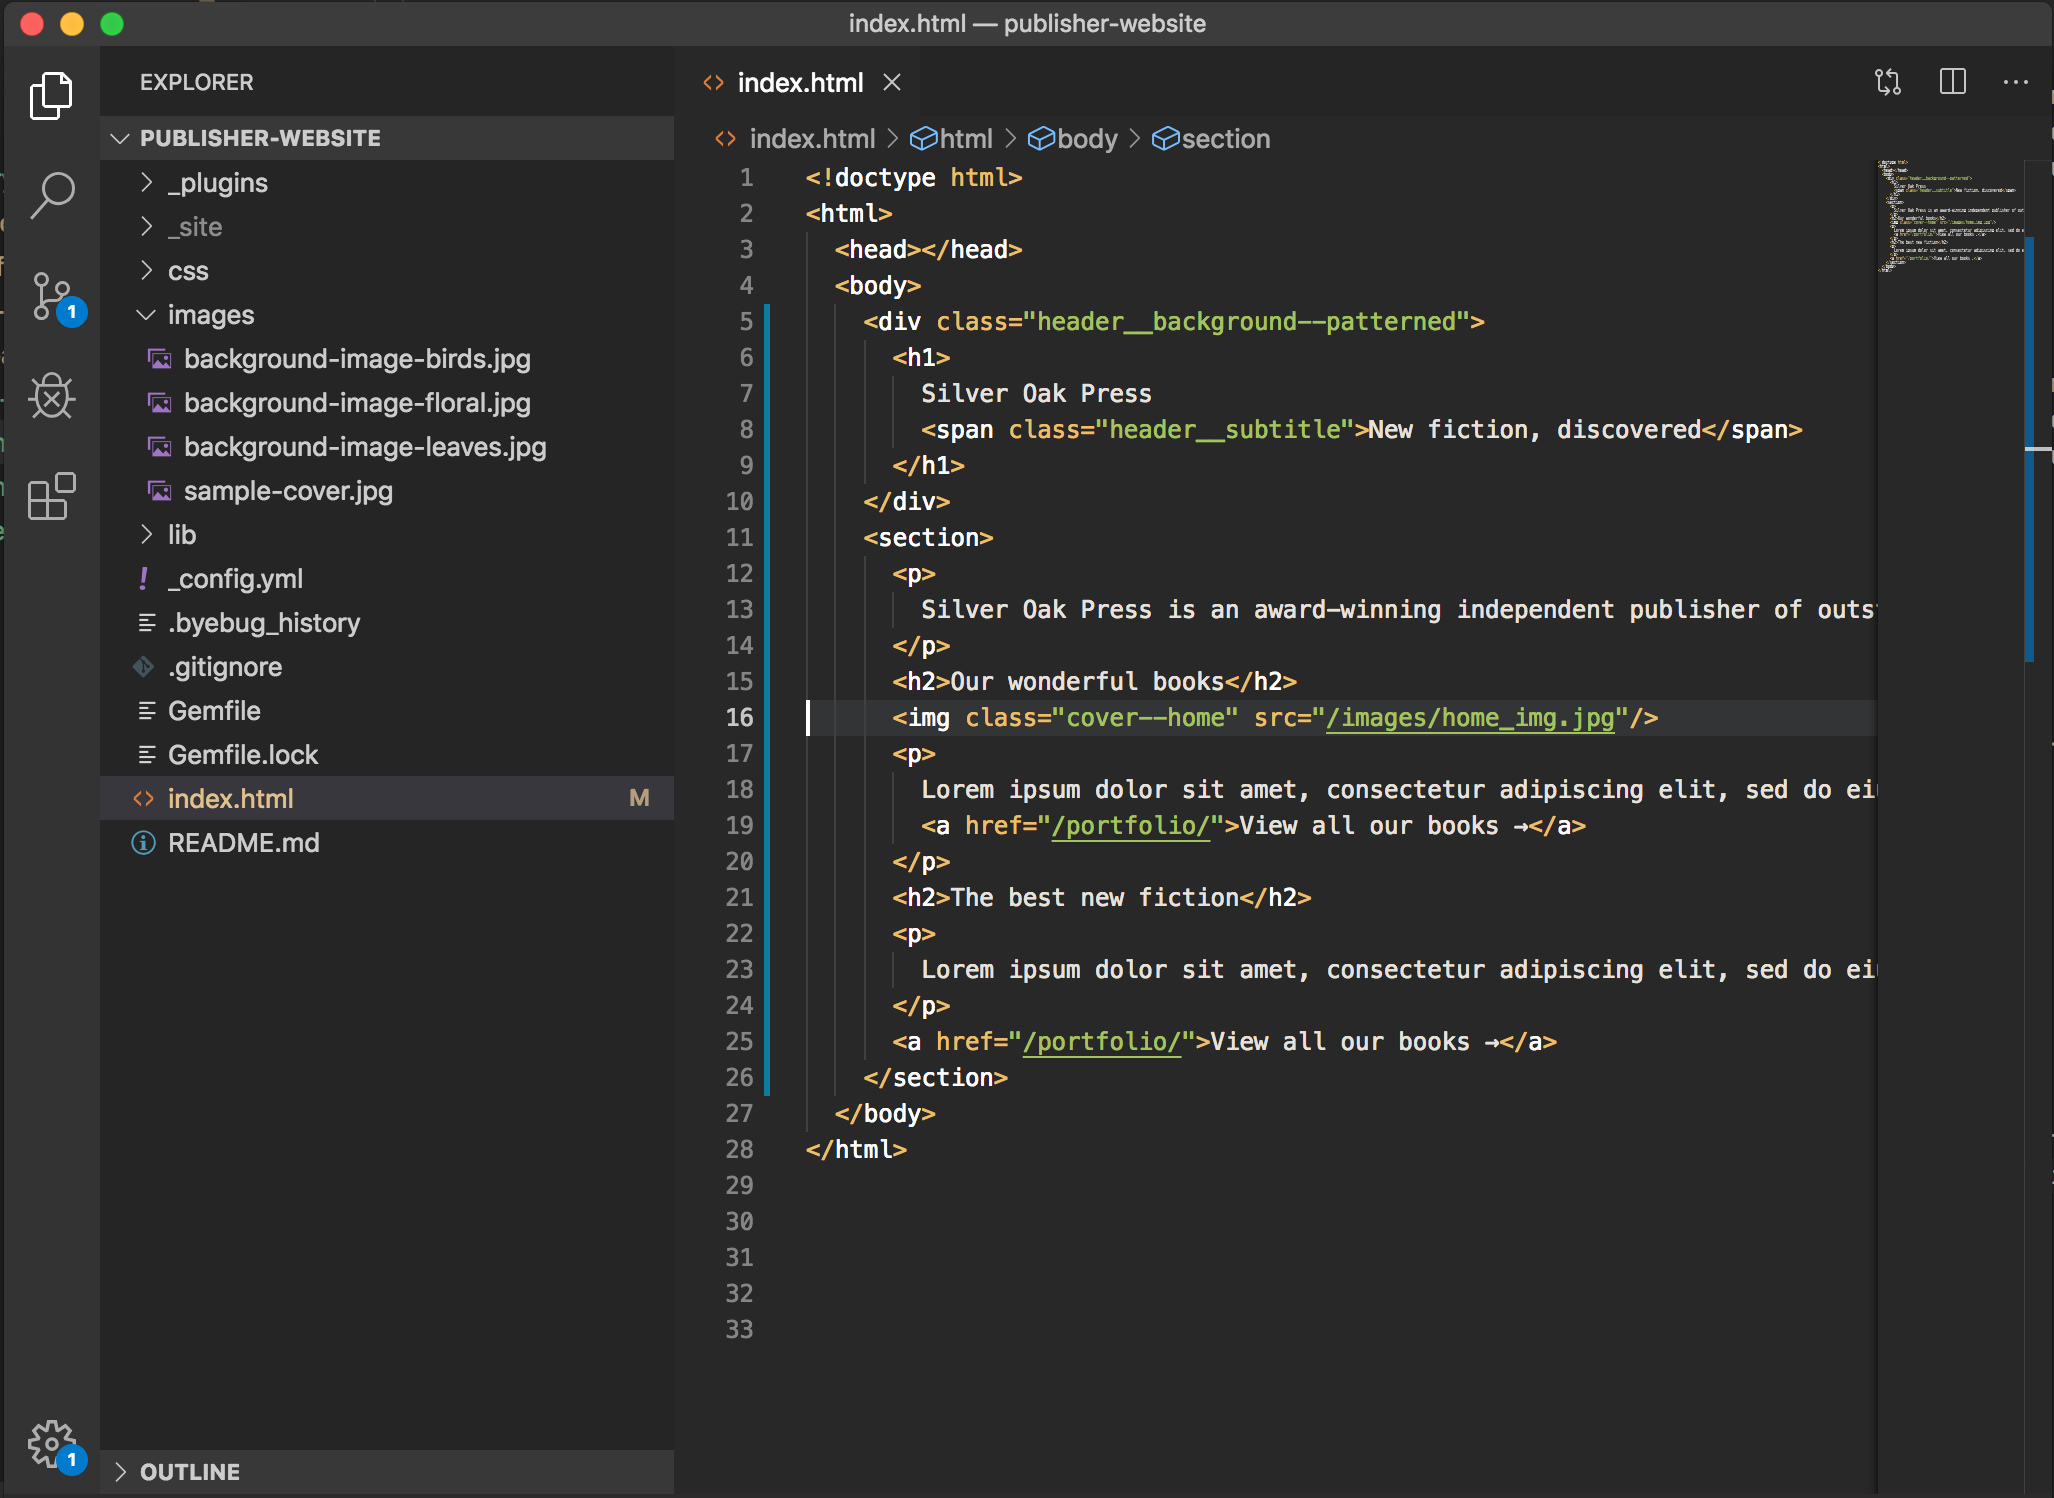 index.html — publisher-website
EXPLORER
PUBLISHER-WEBSITE
_plugins
_site
css
images
background-image-birds.jpg
background-image-floral.jpg
background-image-leaves.jpg
sample-cover.jpg
lib
! _config.yml
.byebug_history
.gitignore
Gemfile
Gemfile.lock
<> index.html M
README.md
OUTLINE
1
1
<> index.html ×
<> index.html > html > body > section
1 <!doctype html>
2 <html>
3 <head></head>
4 <body>
5 <div class="header__background--patterned">
6 <h1>
7 Silver Oak Press
8 <span class="header__subtitle">New fiction, discovered</span>
9 </h1>
10 </div>
11 <section>
12 <p>
13 Silver Oak Press is an award-winning independent publisher of outs
14 </p>
15 <h2>Our wonderful books</h2>
16 <img class="cover--home" src="/images/home_img.jpg"/>
17 <p>
18 Lorem ipsum dolor sit amet, consectetur adipiscing elit, sed do ei
19 <a href="/portfolio/">View all our books →</a>
20 </p>
21 <h2>The best new fiction</h2>
22 <p>
23 Lorem ipsum dolor sit amet, consectetur adipiscing elit, sed do ei
24 </p>
25 <a href="/portfolio/">View all our books →</a>
26 </section>
27 </body>
28 </html>
29
30
31
32
33